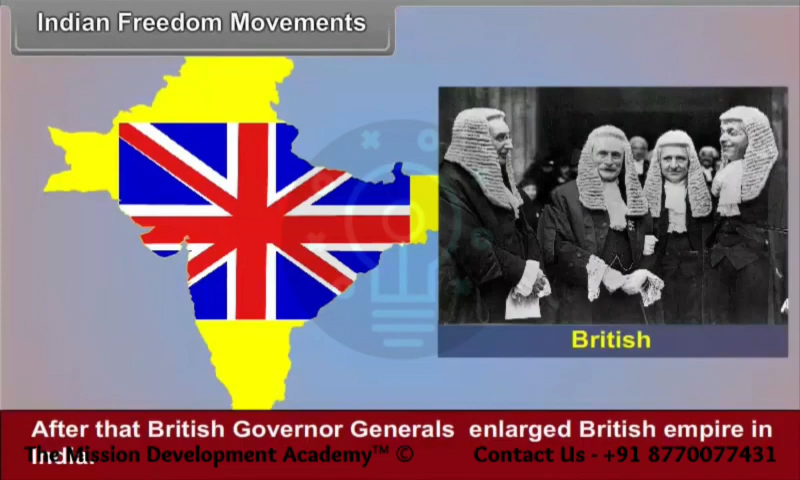 Indian Freedom Movements
British
After that British Governor Generals enlarged British empire in
India.
The Mission Development Academy™ © Contact Us - +91 8770077431